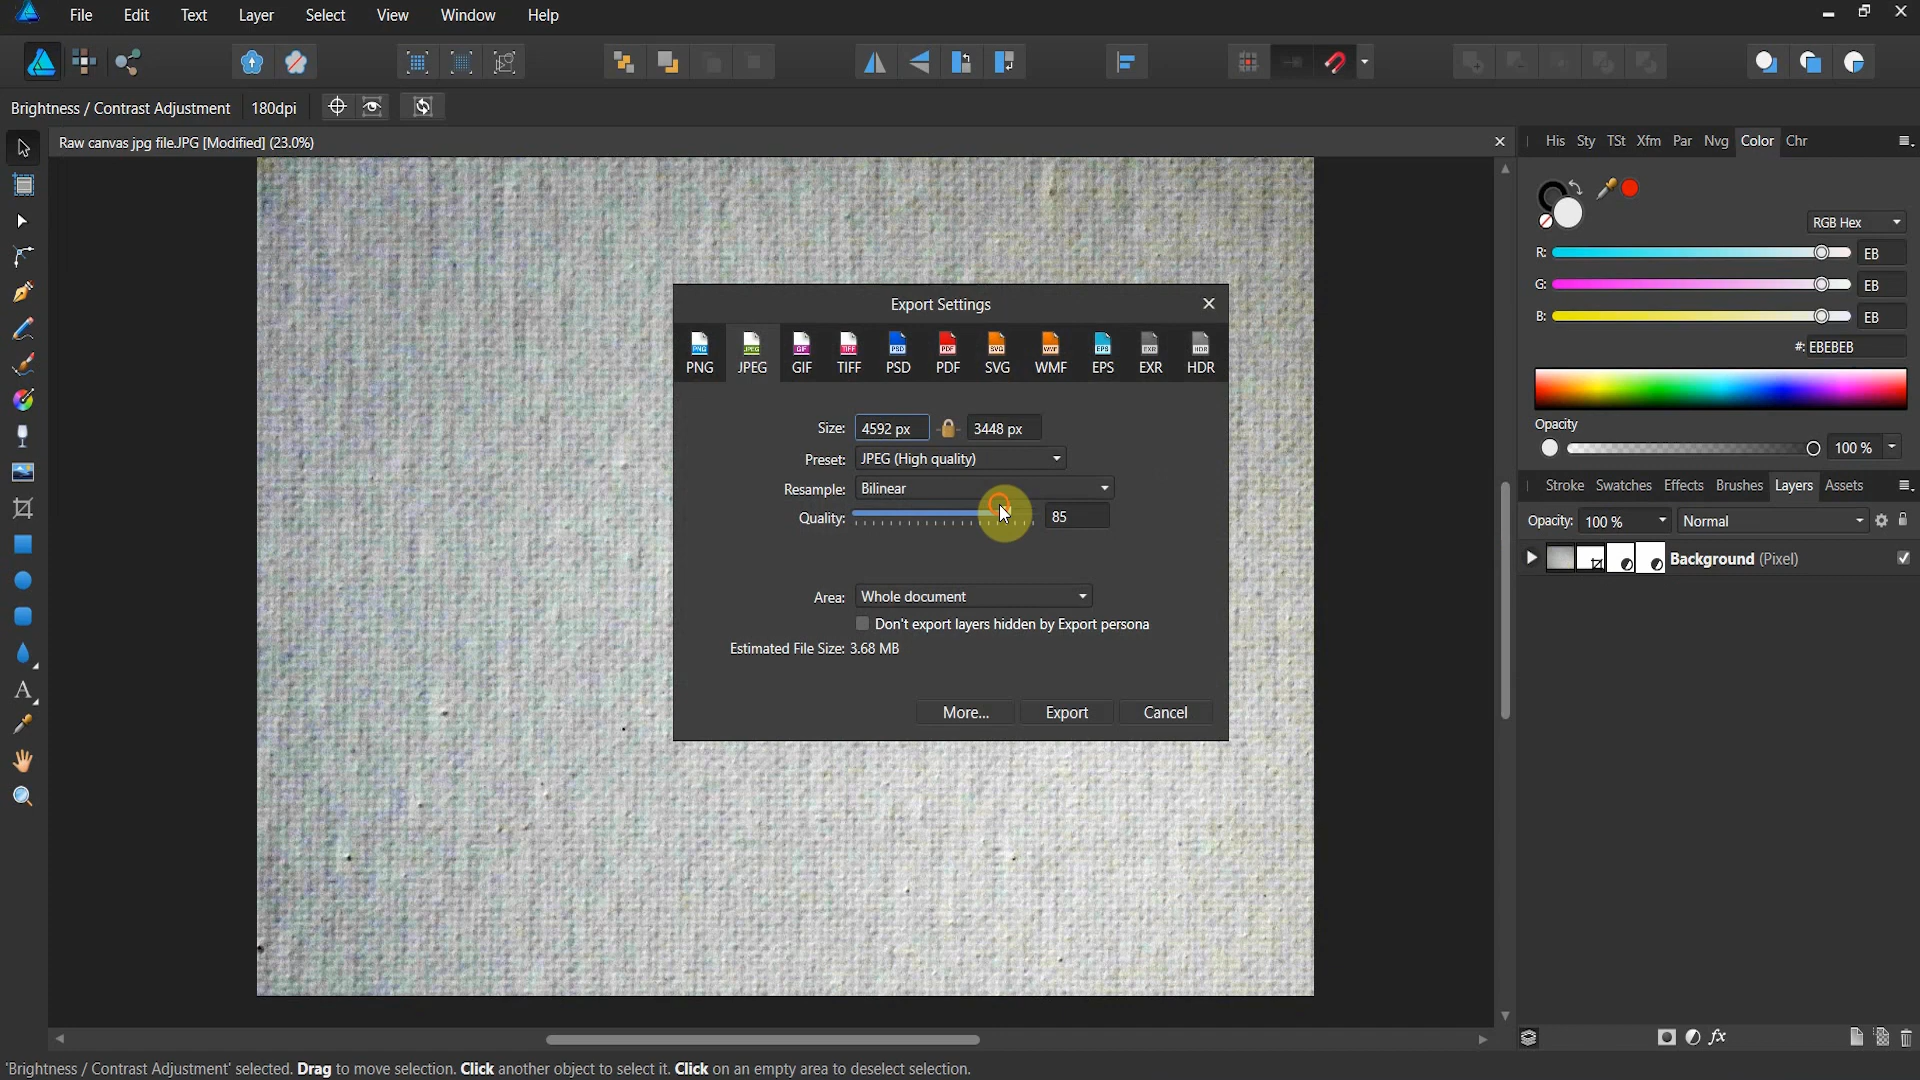 File Edit Text Layer Select View Window Help
Brightness / Contrast Adjustment 180dpi
Raw canvas jpg file.JPG [Modified] (23.0%)
His Sty TSt Xfm Par Nvg Color Chr
RGB Hex
R: EB
G: EB
B: EB
#: EBEBEB
Opacity
100 %
Stroke Swatches Effects Brushes Layers Assets
Opacity: 100 % Normal
Background (Pixel)
Export Settings
PNG JPEG GIF TIFF PSD PDF SVG WMF EPS EXR HDR
Size: 4592 px 3448 px
Preset: JPEG (High quality)
Resample: Bilinear
Quality: 85
Area: Whole document
Don't export layers hidden by Export persona
Estimated File Size: 3.68 MB
More... Export Cancel
'Brightness / Contrast Adjustment' selected. Drag to move selection. Click another object to select it. Click on an empty area to deselect selection.